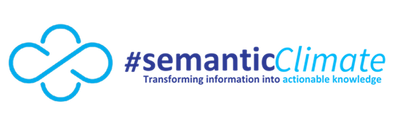 #semanticClimate
Transforming information into actionable knowledge